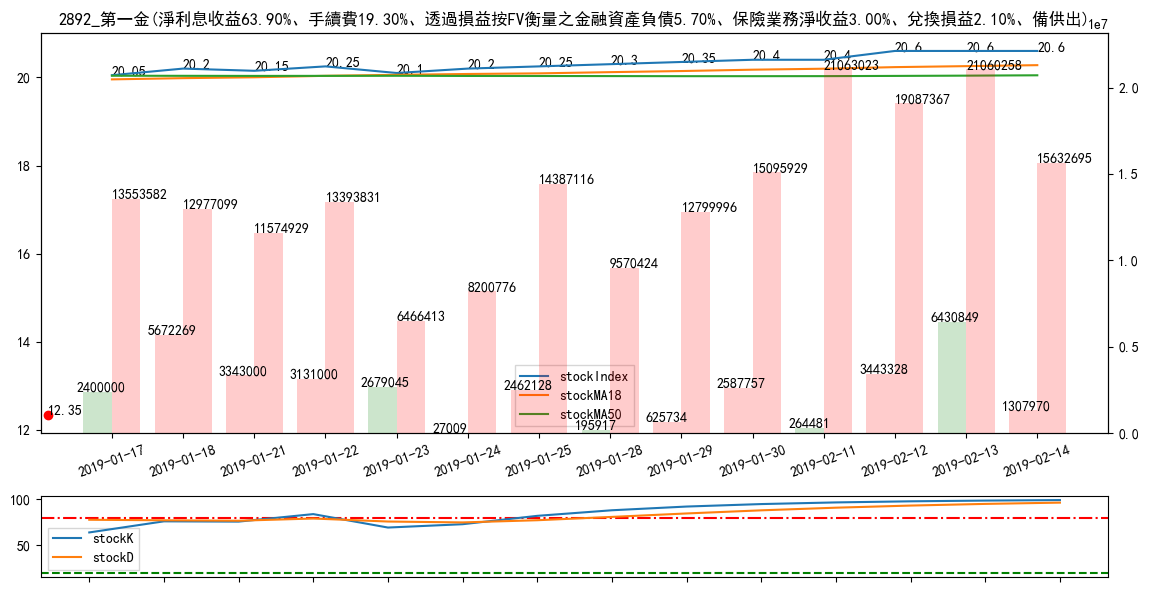 2892_第一金(淨利息收益63.90%、手續費19.30%、透過損益按FV衡量之金融資產負債5.70%、保險業務淨收益3.00%、兌換損益2.10%、備供出)
1e7
20.05 20.2 20.15 20.25 20.1 20.2 20.25 20.3 20.35 20.4 20.4 20.6 20.6 20.6
20
18
16
14
12
2.0
1.5
1.0
0.5
0.0
21063023 21060258
19087367
15632695
15095929
14387116
13553582 12977099 13393831 12799996
11574929
9570424
8200776
6466413 6430849
5672269
3343000 3131000 3443328
2400000 2679045 2462128 2587757
12.35 1307970
27009 195917 625734 264481
stockIndex
stockMA18
stockMA50
2019-01-17 2019-01-18 2019-01-21 2019-01-22 2019-01-23 2019-01-24 2019-01-25 2019-01-28 2019-01-29 2019-01-30 2019-02-11 2019-02-12 2019-02-13 2019-02-14
100
50
stockK
stockD